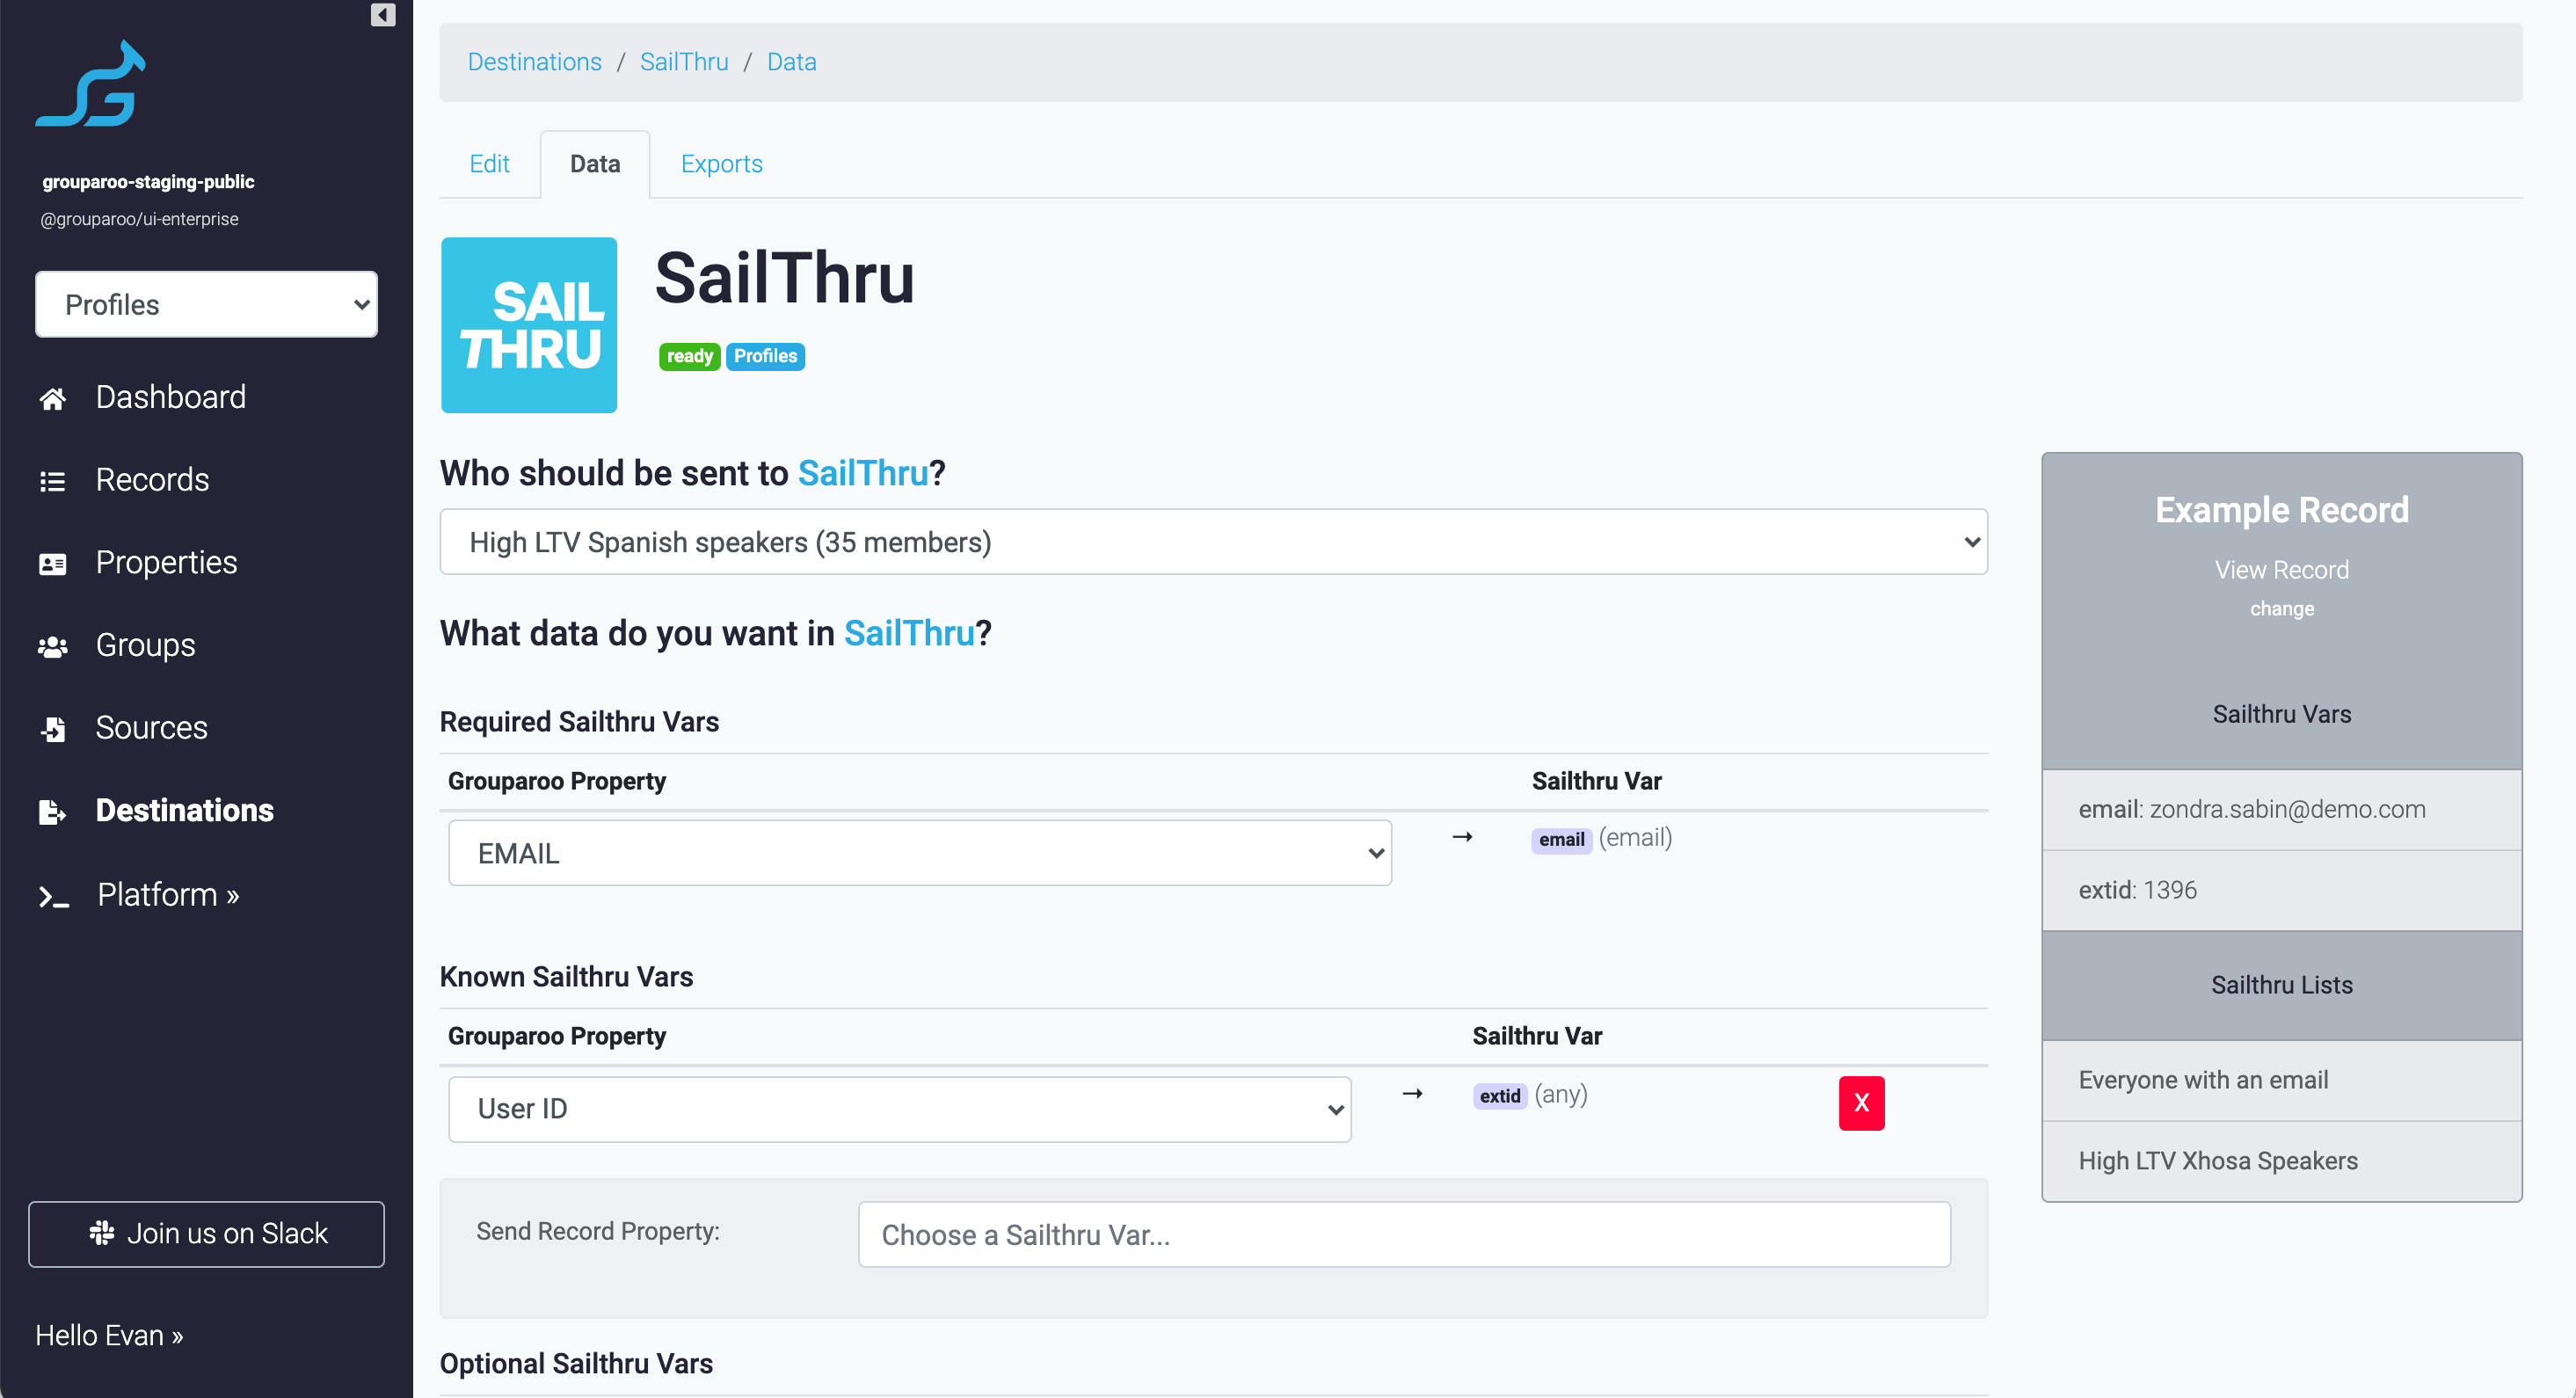 grouparoo-staging-public
@grouparoo/ui-enterprise
Profiles
Dashboard
Records
Properties
Groups
Sources
Destinations
Platform »
Join us on Slack
Hello Evan »
Destinations / SailThru / Data
Edit Data Exports
SAIL
THRU
SailThru
ready Profiles
Who should be sent to SailThru?
High LTV Spanish speakers (35 members)
What data do you want in SailThru?
Required Sailthru Vars
Grouparoo Property Sailthru Var
EMAIL → email (email)
Known Sailthru Vars
Grouparoo Property Sailthru Var
User ID → extid (any) X
Send Record Property: Choose a Sailthru Var...
Optional Sailthru Vars
Example Record
View Record
change
Sailthru Vars
email: zondra.sabin@demo.com
extid: 1396
Sailthru Lists
Everyone with an email
High LTV Xhosa Speakers